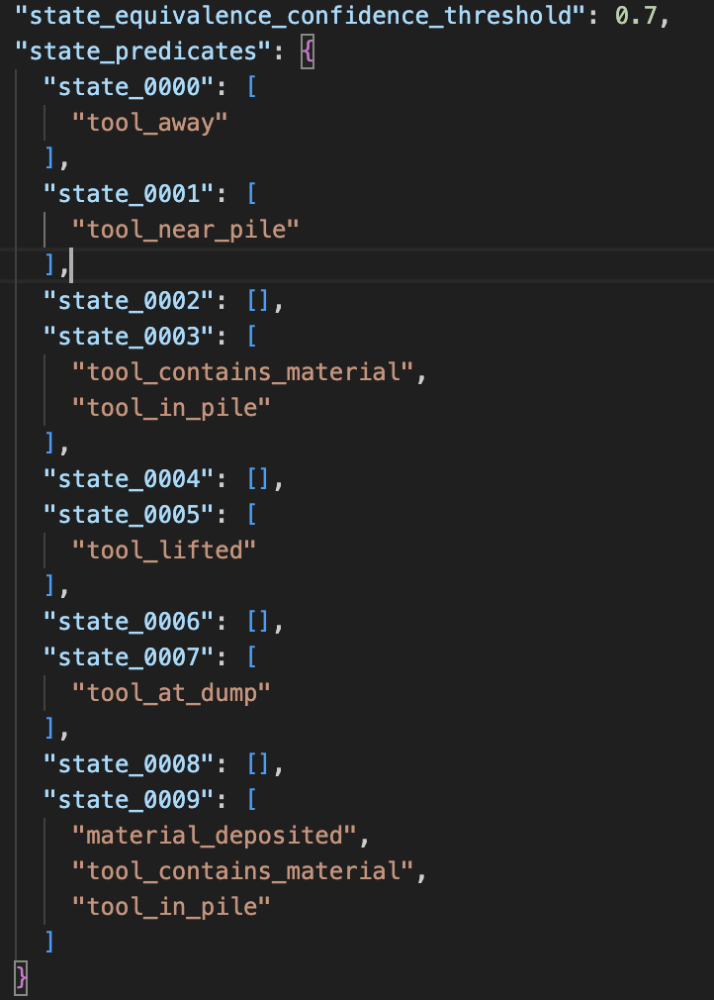 "state_equivalence_confidence_threshold": 0.7,
"state_predicates": {
"state_0000": [
"tool_away"
],
"state_0001": [
"tool_near_pile"
],
"state_0002": [],
"state_0003": [
"tool_contains_material",
"tool_in_pile"
],
"state_0004": [],
"state_0005": [
"tool_lifted"
],
"state_0006": [],
"state_0007": [
"tool_at_dump"
],
"state_0008": [],
"state_0009": [
"material_deposited",
"tool_contains_material",
"tool_in_pile"
]
}